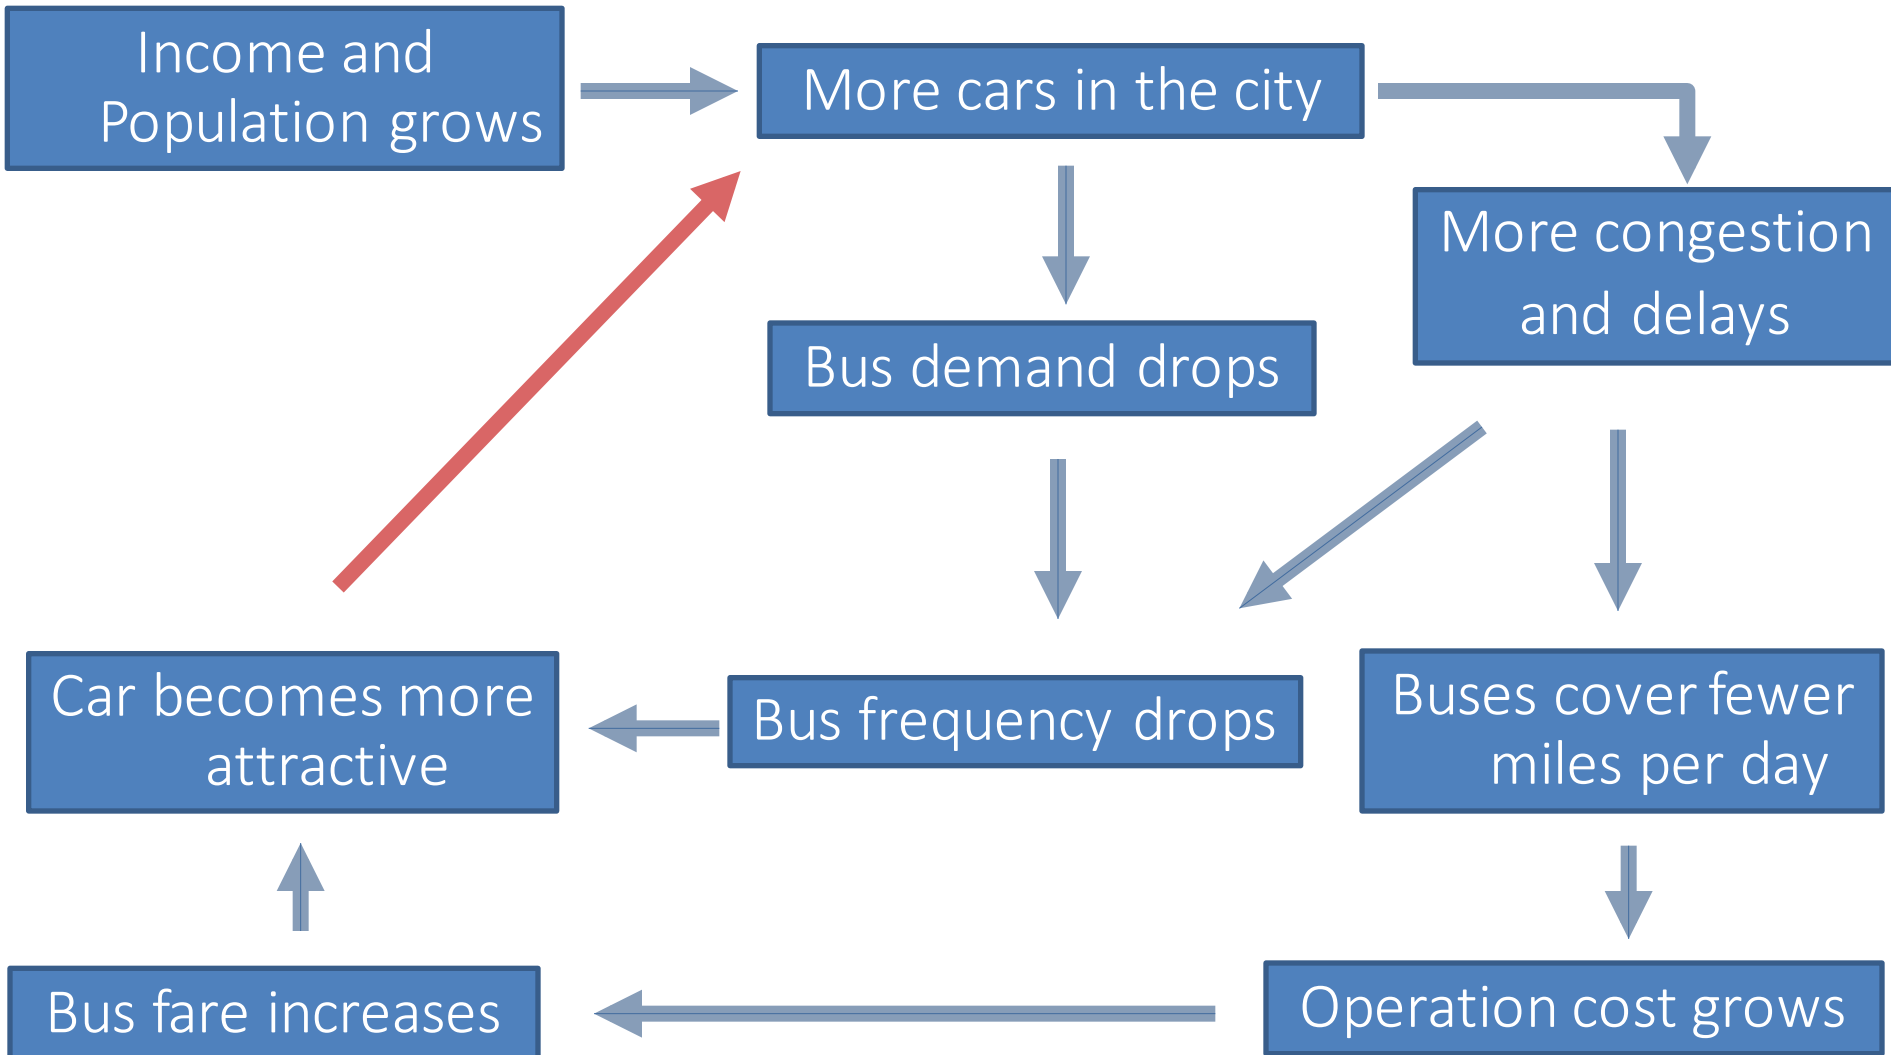 Income and
Population grows
More cars in the city
More congestion
and delays
Bus demand drops
Car becomes more
attractive
Bus frequency drops
Buses cover fewer
miles per day
Bus fare increases
Operation cost grows